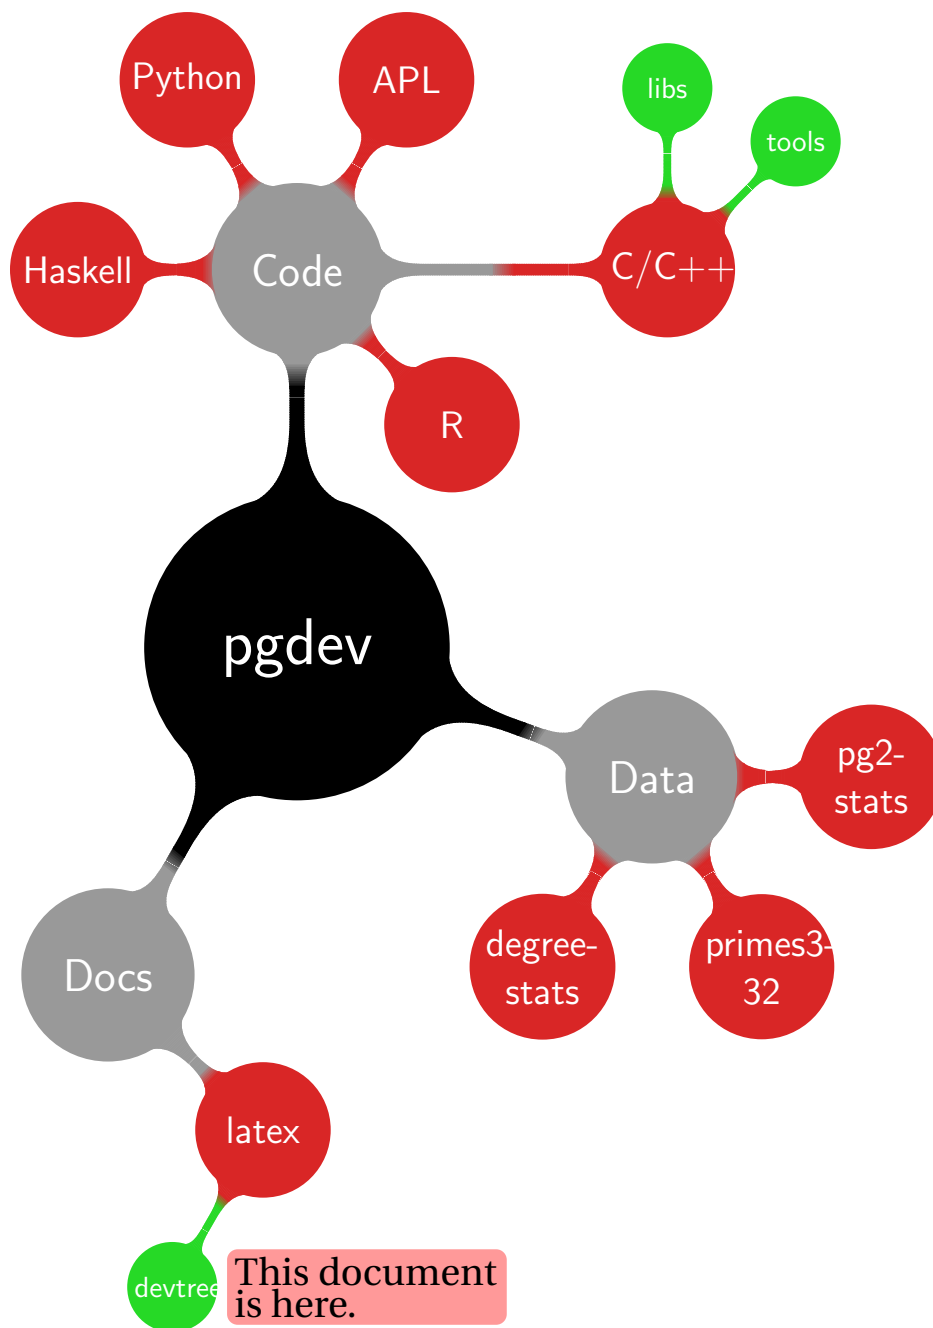 Python
APL
libs
tools
Haskell
Code
C/C++
R
pgdev
Data
pg2-
stats
degree-
stats
primes3-
32
Docs
latex
devtree
This document
is here.